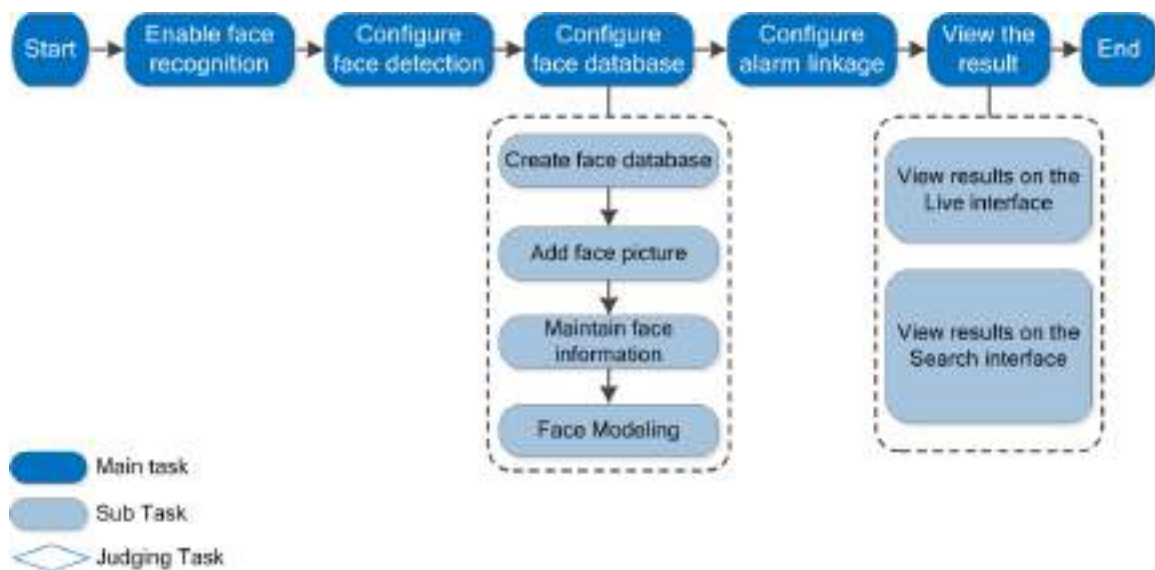 Start
Enable face
recognition
Configure
face detection
Configure
face database
Configure
alarm linkage
View the
result
End
Create face database
Add face picture
Maintain face
information
Face Modeling
View results on the
Live interface
View results on the
Search interface
Main task
Sub Task
Judging Task